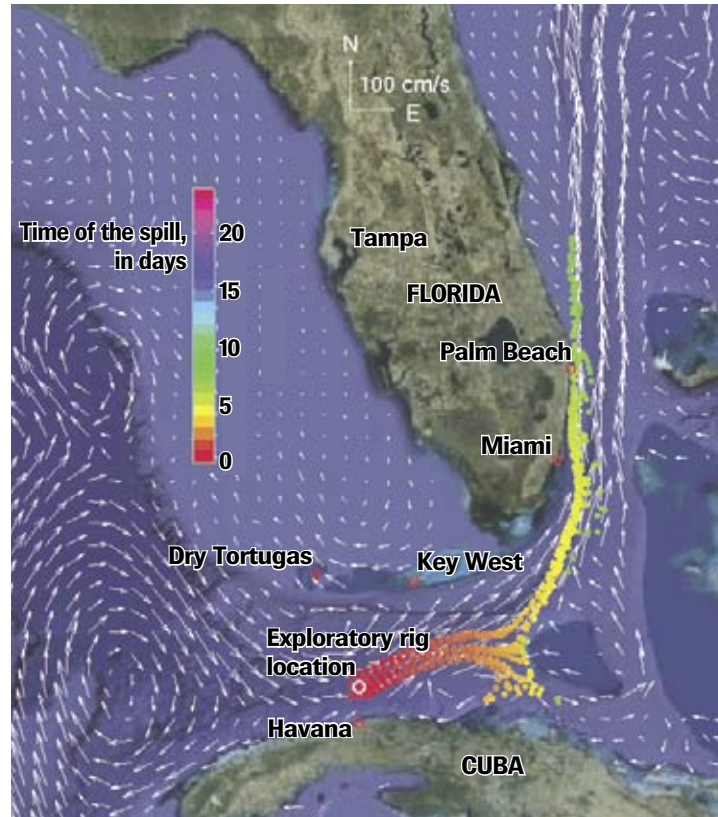 N
100 cm/s
E
Time of the spill,
in days
20
15
10
5
0
Tampa
FLORIDA
Palm Beach
Miami
Dry Tortugas
Key West
Exploratory rig
location
Havana
CUBA